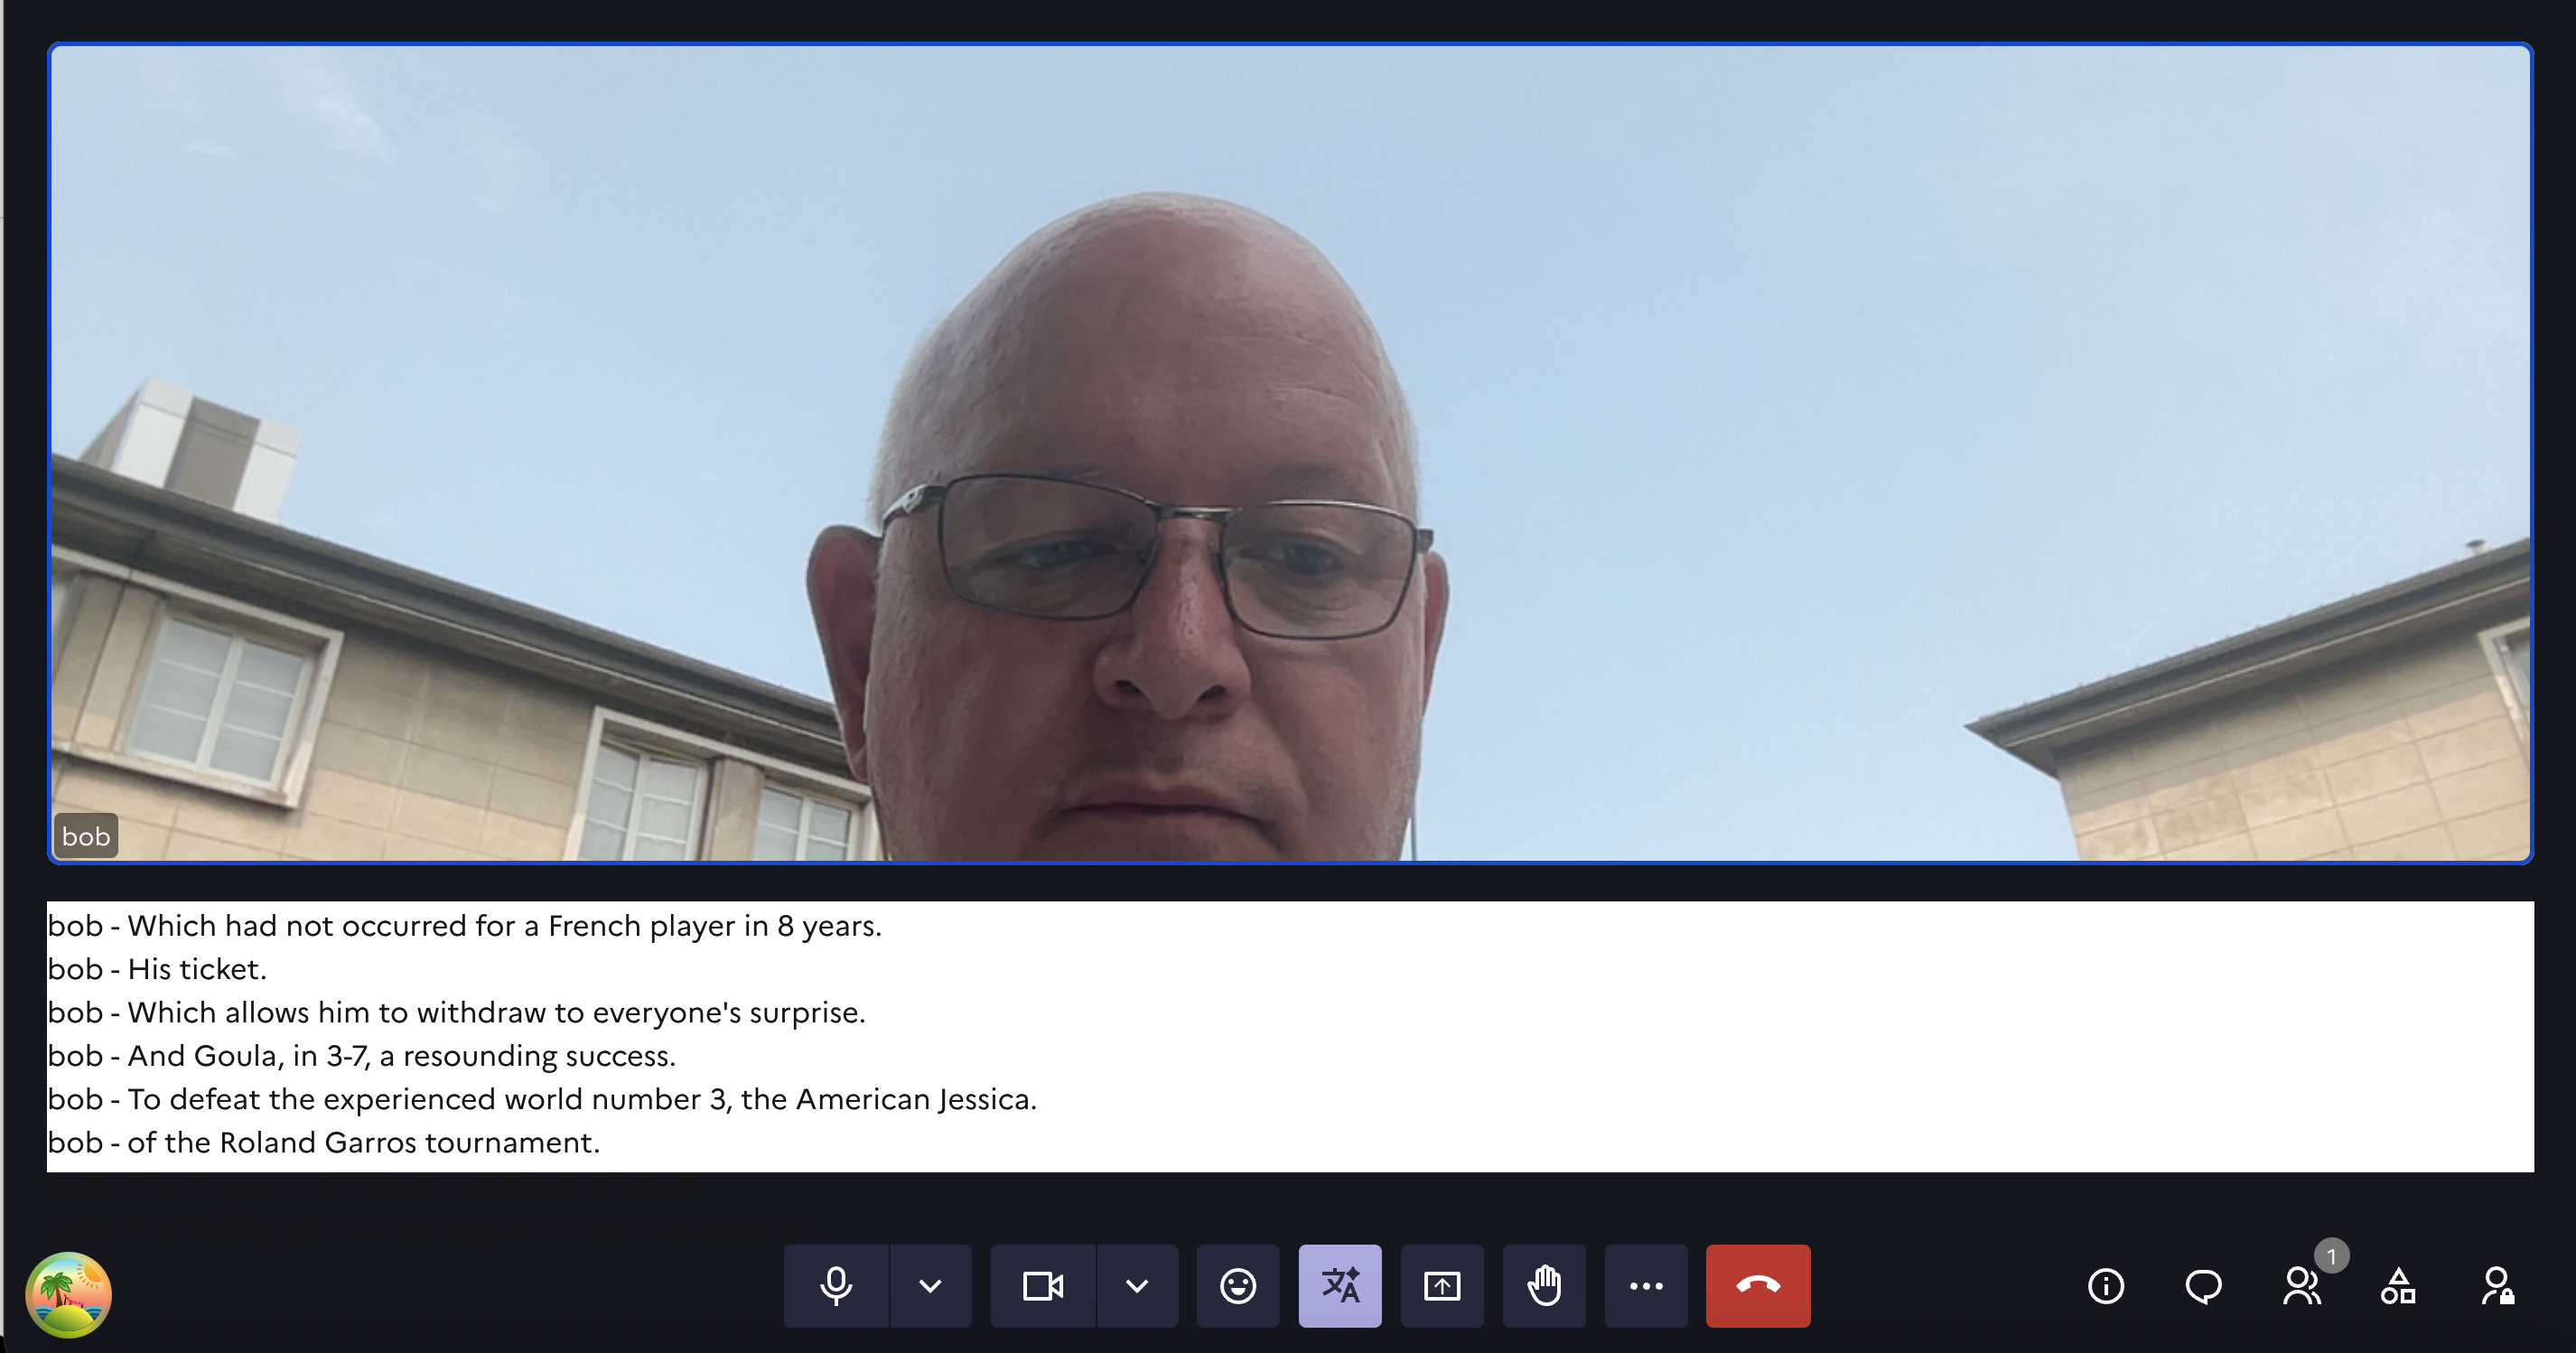 bob
bob - Which had not occurred for a French player in 8 years.
bob - His ticket.
bob - Which allows him to withdraw to everyone's surprise.
bob - And Goula, in 3-7, a resounding success.
bob - To defeat the experienced world number 3, the American Jessica.
bob - of the Roland Garros tournament.
1